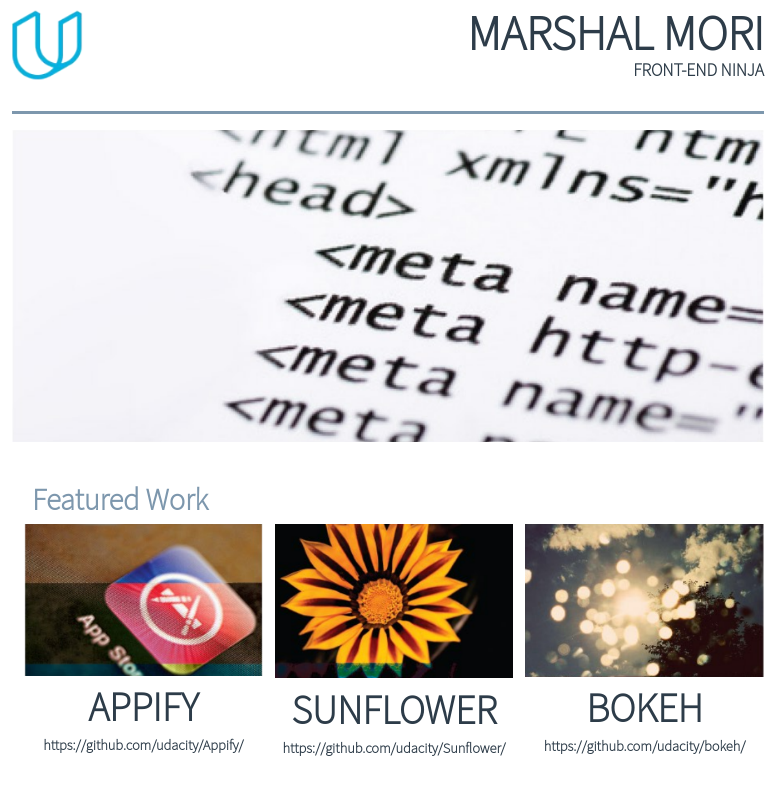 MARSHAL MORI
FRONT-END NINJA
<html
xmlns="h
<head>
<meta name=
<meta http-e
<meta name="
<meta
Featured Work
App Stor
APPIFY
SUNFLOWER
BOKEH
https://github.com/udacity/Appify/
https://github.com/udacity/Sunflower/
https://github.com/udacity/bokeh/